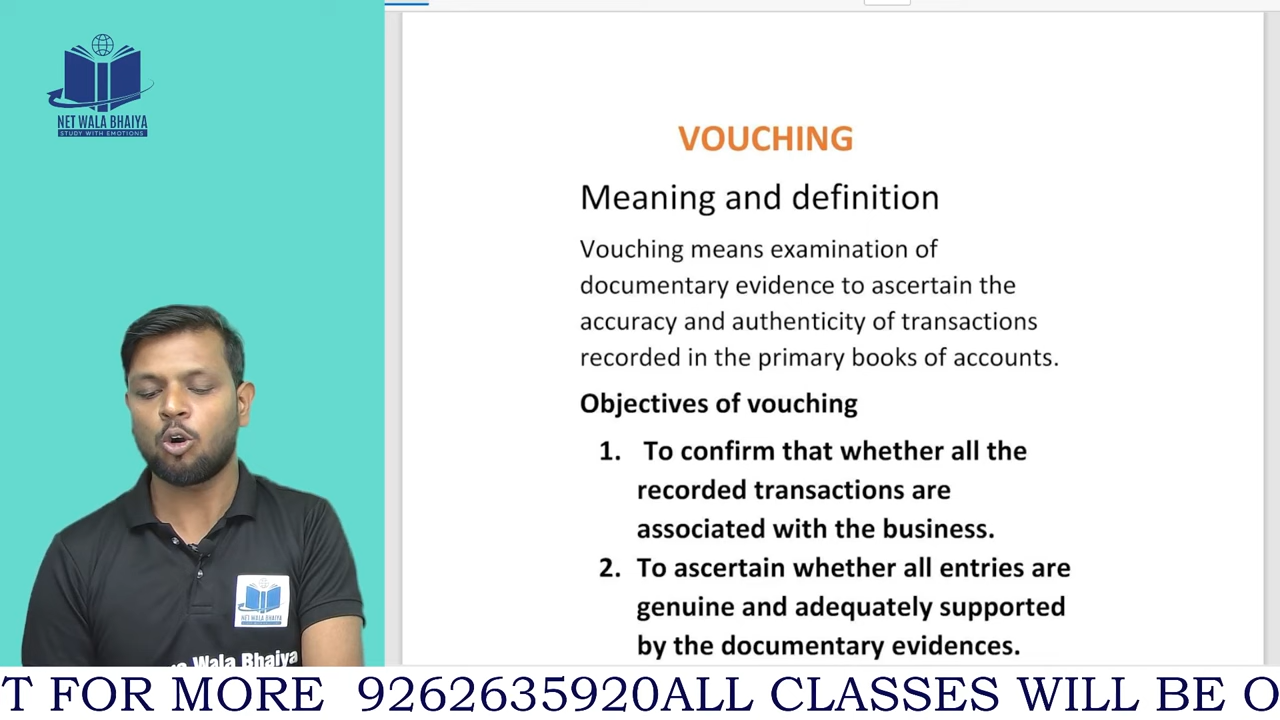 NET WALA BHAIYA
STUDY WITH EMOTIONS
VOUCHING
Meaning and definition
Vouching means examination of
documentary evidence to ascertain the
accuracy and authenticity of transactions
recorded in the primary books of accounts.
Objectives of vouching
1. To confirm that whether all the
recorded transactions are
associated with the business.
2. To ascertain whether all entries are
genuine and adequately supported
by the documentary evidences.
NET WALA BHAIYA
Wala Bhaiya
T FOR MORE 9262635920ALL CLASSES WILL BE O